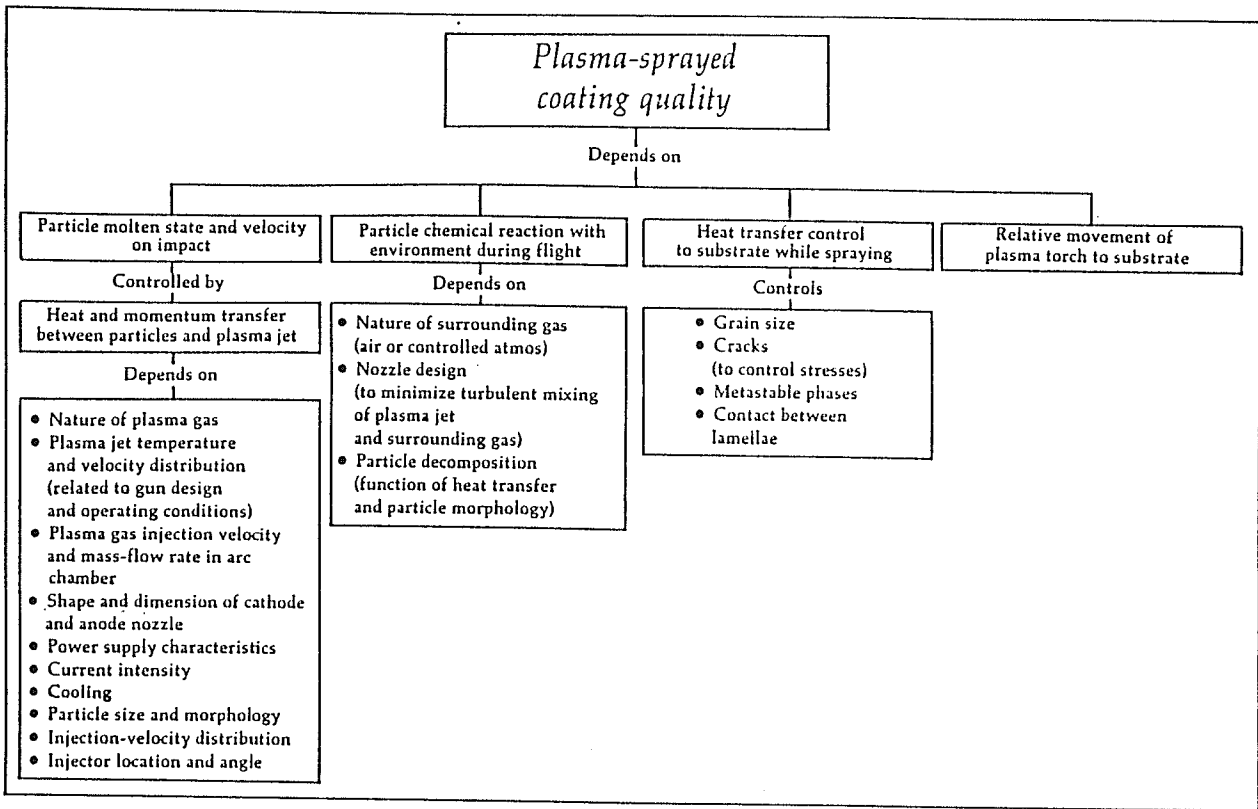 Plasma-sprayed
coating quality
Depends on
Particle molten state and velocity
on impact
Controlled by
Heat and momentum transfer
between particles and plasma jet
Depends on
• Nature of plasma gas
• Plasma jet temperature
and velocity distribution
(related to gun design
and operating conditions)
• Plasma gas injection velocity
and mass-flow rate in arc
chamber
• Shape and dimension of cathode
and anode nozzle
• Power supply characteristics
• Current intensity
• Cooling
• Particle size and morphology
• Injection-velocity distribution
• Injector location and angle
Particle chemical reaction with
environment during flight
Depends on
• Nature of surrounding gas
(air or controlled atmos)
• Nozzle design
(to minimize turbulent mixing
of plasma jet
and surrounding gas)
• Particle decomposition
(function of heat transfer
and particle morphology)
Heat transfer control
to substrate while spraying
Controls
• Grain size
• Cracks
(to control stresses)
• Metastable phases
• Contact between
lamellae
Relative movement of
plasma torch to substrate